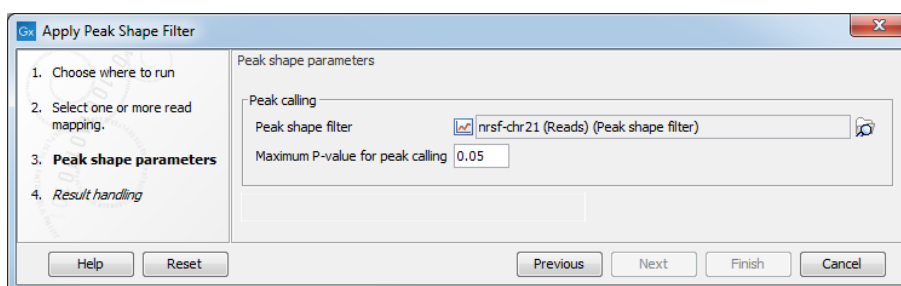 Gx Apply Peak Shape Filter
1. Choose where to run
2. Select one or more read
mapping.
3. Peak shape parameters
4. Result handling
Peak shape parameters
Peak calling
Peak shape filter nrsf-chr21 (Reads) (Peak shape filter)
Maximum P-value for peak calling 0.05
Help Reset Previous Next Finish Cancel